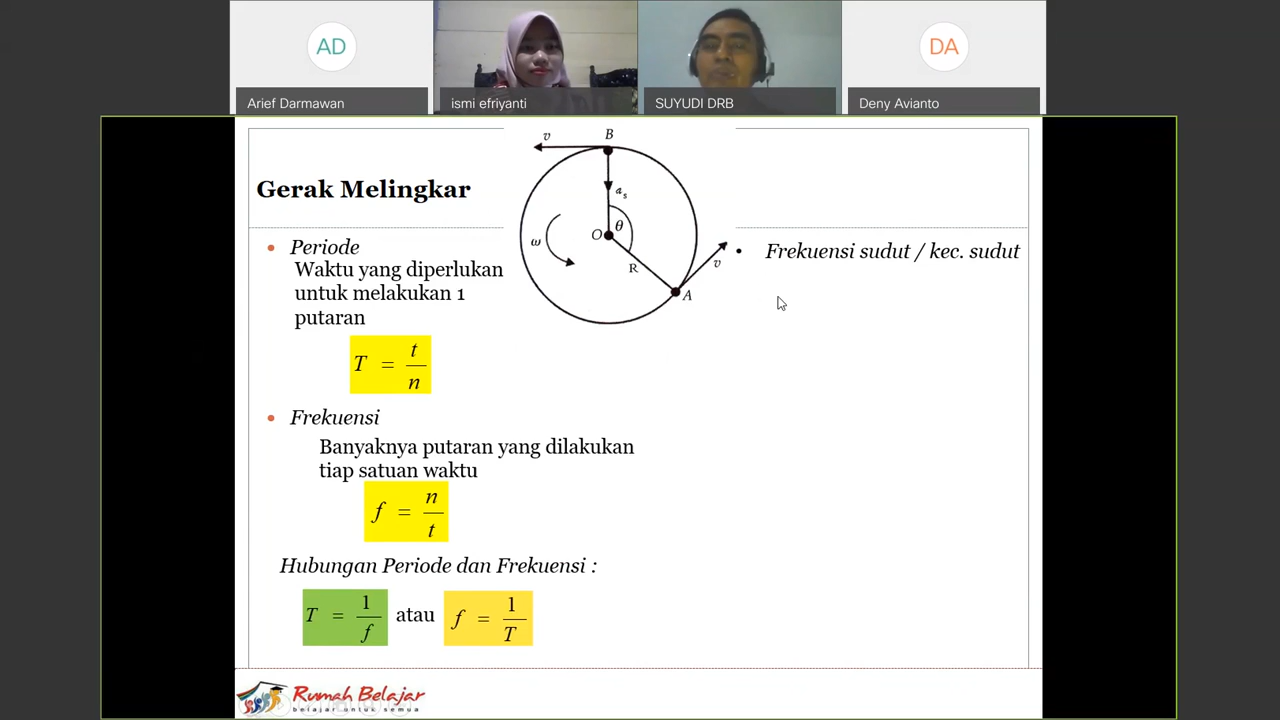 AD
DA
Arief Darmawan
ismi efriyanti
SUYUDI DRB
Deny Avianto
Gerak Melingkar
v
B
a_s
θ
O
ω
R
v
A
• Periode
Waktu yang diperlukan
untuk melakukan 1
putaran
T = t/n
• Frekuensi
Banyaknya putaran yang dilakukan
tiap satuan waktu
f = n/t
Hubungan Periode dan Frekuensi :
T = 1/f atau f = 1/T
• Frekuensi sudut / kec. sudut
Rumah Belajar
belajar untuk semua